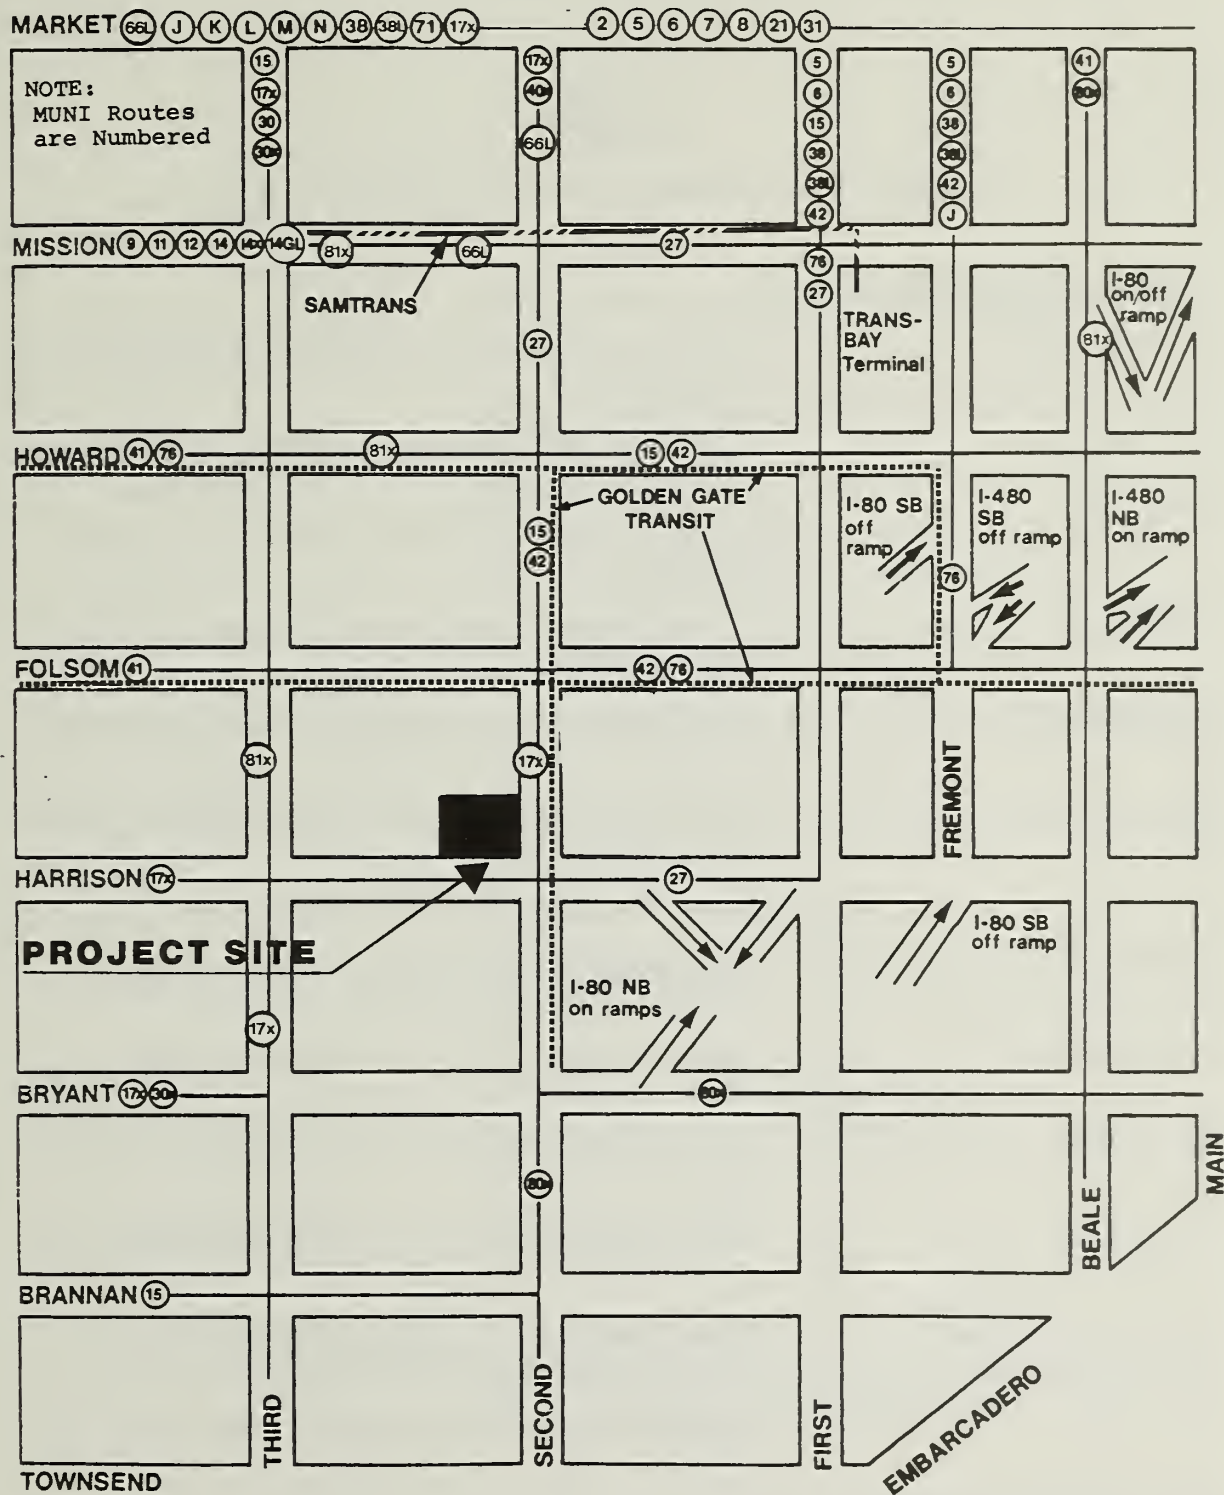 MARKET 66L J K L M N 38 38L 71 17x 2 5 6 7 8 21 31
NOTE:
MUNI Routes
are Numbered
15
17x
30
30x
17x
40x
66L
5
6
15
38
38L
42
5
6
38
38L
42
J
41
80x
MISSION 9 11 12 14 14x 14GL 81x 66L 27
SAMTRANS
27
76
27
TRANS-
BAY
Terminal
81x
I-80
on/off
ramp
HOWARD 41 76 81x 15 42
GOLDEN GATE
TRANSIT
15
42
I-80 SB
off
ramp
76
I-480
SB
off ramp
I-480
NB
on ramp
FOLSOM 41 42 76
81x
17x
FREMONT
HARRISON 17x 27
PROJECT SITE
17x
I-80 NB
on ramps
I-80 SB
off ramp
BRYANT 17x 30x
BEALE
MAIN
BRANNAN 15
THIRD
SECOND
FIRST
EMBARCADERO
TOWNSEND